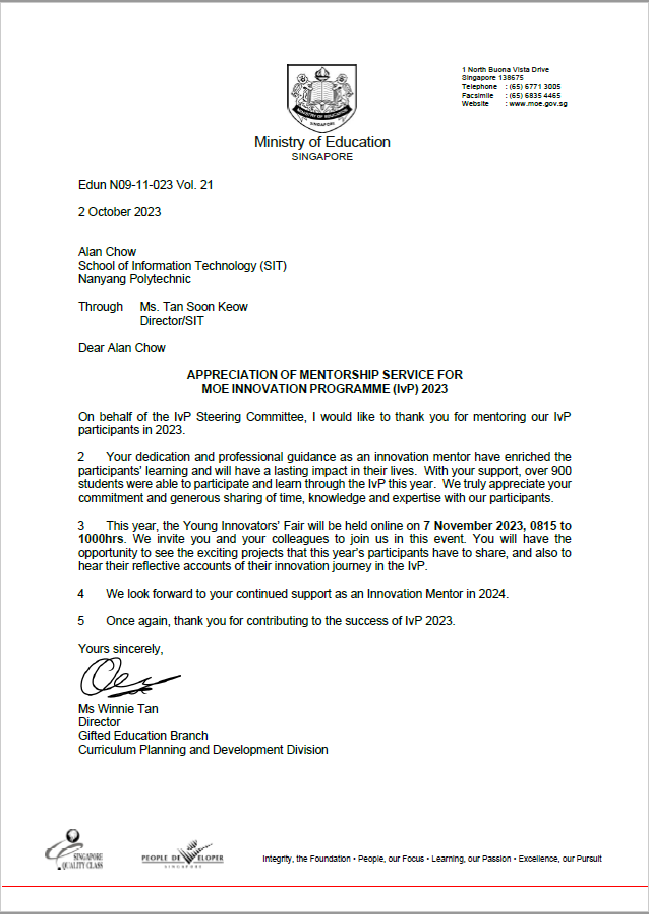 1 North Buona Vista Drive
Singapore 138675
Telephone : (65) 6771 3005
Facsimile : (65) 6835 4465
Website : www.moe.gov.sg
MINISTRY OF EDUCATION
SINGAPORE
Ministry of Education
SINGAPORE
Edun N09-11-023 Vol. 21
2 October 2023
Alan Chow
School of Information Technology (SIT)
Nanyang Polytechnic
Through Ms. Tan Soon Keow
Director/SIT
Dear Alan Chow
APPRECIATION OF MENTORSHIP SERVICE FOR
MOE INNOVATION PROGRAMME (IvP) 2023
On behalf of the IvP Steering Committee, I would like to thank you for mentoring our IvP
participants in 2023.
2 Your dedication and professional guidance as an innovation mentor have enriched the
participants' learning and will have a lasting impact in their lives. With your support, over 900
students were able to participate and learn through the IvP this year. We truly appreciate your
commitment and generous sharing of time, knowledge and expertise with our participants.
3 This year, the Young Innovators' Fair will be held online on 7 November 2023, 0815 to
1000hrs. We invite you and your colleagues to join us in this event. You will have the
opportunity to see the exciting projects that this year's participants have to share, and also to
hear their reflective accounts of their innovation journey in the IvP.
4 We look forward to your continued support as an Innovation Mentor in 2024.
5 Once again, thank you for contributing to the success of IvP 2023.
Yours sincerely,
Ms Winnie Tan
Director
Gifted Education Branch
Curriculum Planning and Development Division
SINGAPORE
QUALITY CLASS
PEOPLE DEVELOPER
SINGAPORE
Integrity, the Foundation • People, our Focus • Learning, our Passion • Excellence, our Pursuit